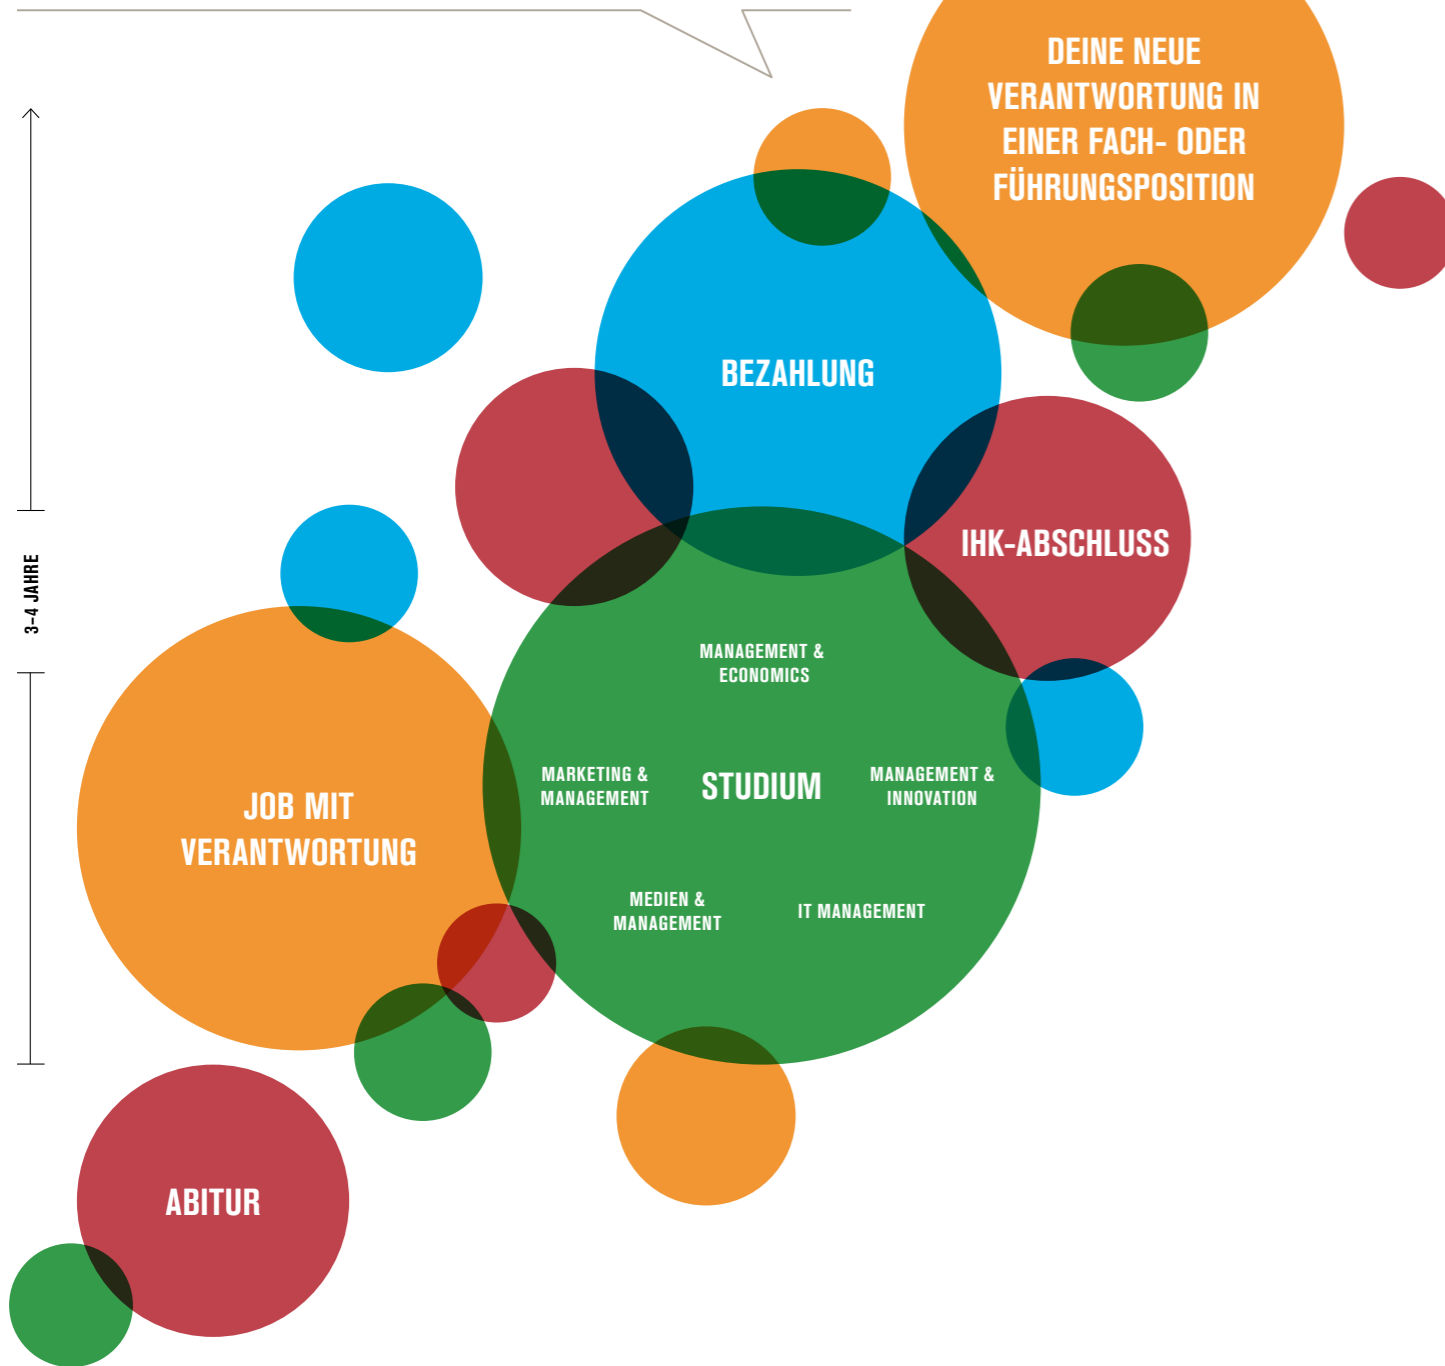 DEINE NEUE
VERANTWORTUNG IN
EINER FACH- ODER
FÜHRUNGSPOSITION
BEZAHLUNG
IHK-ABSCHLUSS
3–4 JAHRE
MANAGEMENT &
ECONOMICS
MARKETING &
MANAGEMENT
STUDIUM
MANAGEMENT &
INNOVATION
JOB MIT
VERANTWORTUNG
MEDIEN &
MANAGEMENT
IT MANAGEMENT
ABITUR